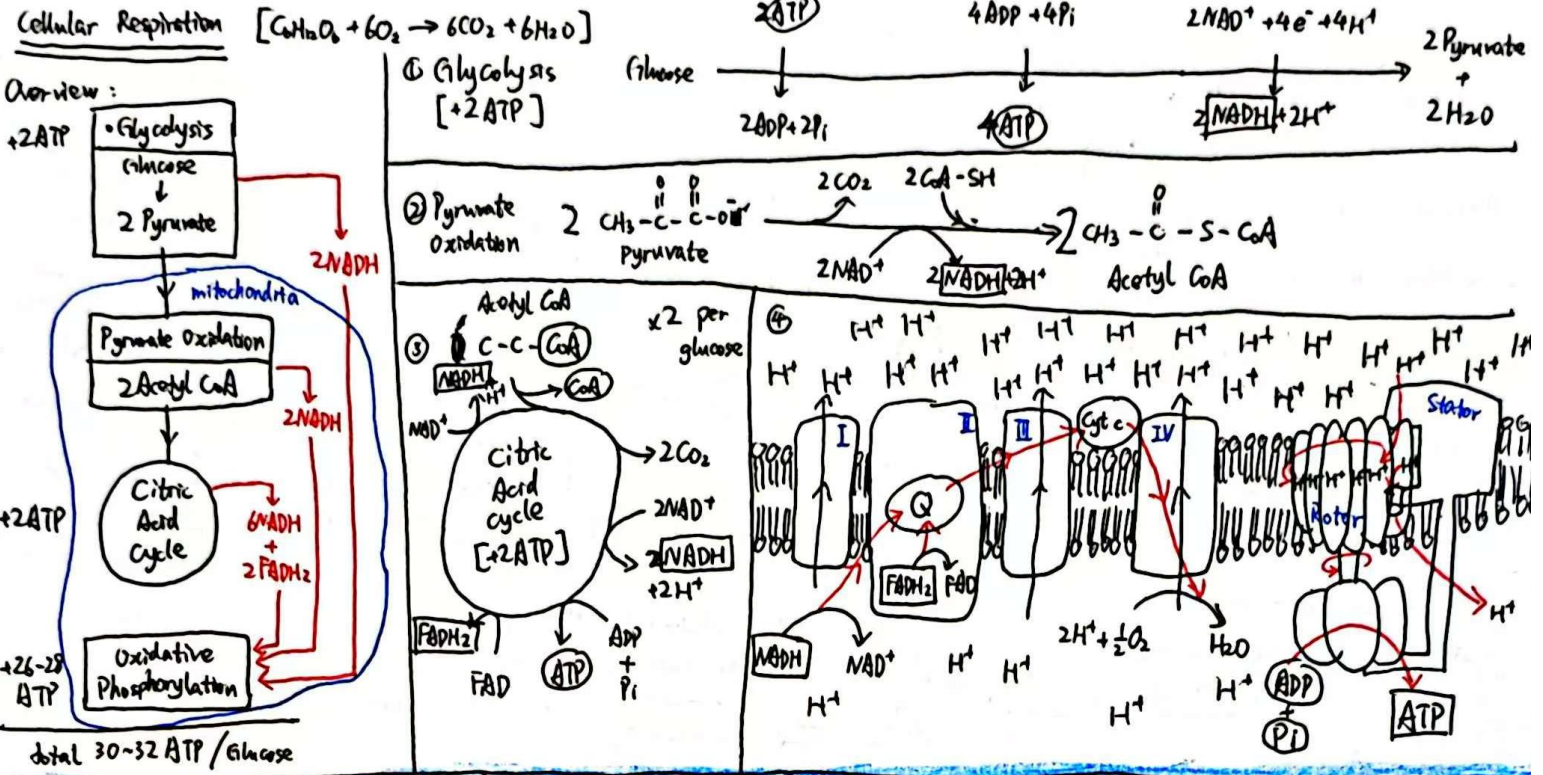 Cellular Respiration [C₆H₁₂O₆ + 6O₂ → 6CO₂ + 6H₂O]
Overview:
+2ATP
•Glycolysis
Glucose
↓
2 Pyruvate
2NADH
mitochondria
Pyruvate Oxidation
2Acetyl CoA
2NADH
+2ATP
Citric
Acid
Cycle
6NADH
+
2FADH₂
+26-28
ATP
Oxidative
Phosphorylation
total 30~32 ATP / Glucose
① Glycolysis
[+2ATP]
2ATP 4ADP + 4Pi 2NAD⁺ + 4e⁻ + 4H⁺
Glucose
2ADP+2Pi 4ATP 2NADH+2H⁺
2 Pyruvate
+
2H₂O
② Pyruvate
Oxidation
2 CH₃-C-C-O
O O
Pyruvate
2CO₂ 2CoA-SH
2NAD⁺ 2NADH+2H⁺
O
2 CH₃-C-S-CoA
Acetyl CoA
③ Acetyl CoA
C-C-CoA
x2 per
glucose
NADH+H⁺
CoA
NAD⁺
Citric
Acid
cycle
[+2ATP]
2CO₂
2NAD⁺
2NADH
+2H⁺
FADH₂
FAD
ATP
ADP
+
Pi
④
H⁺ H⁺ H⁺ H⁺ H⁺ H⁺ H⁺ H⁺ H⁺ H⁺ H⁺
H⁺ H⁺ H⁺ H⁺ H⁺ H⁺ H⁺ H⁺ H⁺ H⁺ H⁺ H⁺ H⁺ H⁺
I II III Cyt c IV Stator
H⁺ H⁺ H⁺ H⁺ H⁺
Q
Rotor
FADH₂ FAD
NADH NAD⁺
H⁺ H⁺
H⁺
2H⁺+½O₂ H₂O
H⁺
H⁺
H⁺
ADP
+
Pi
ATP